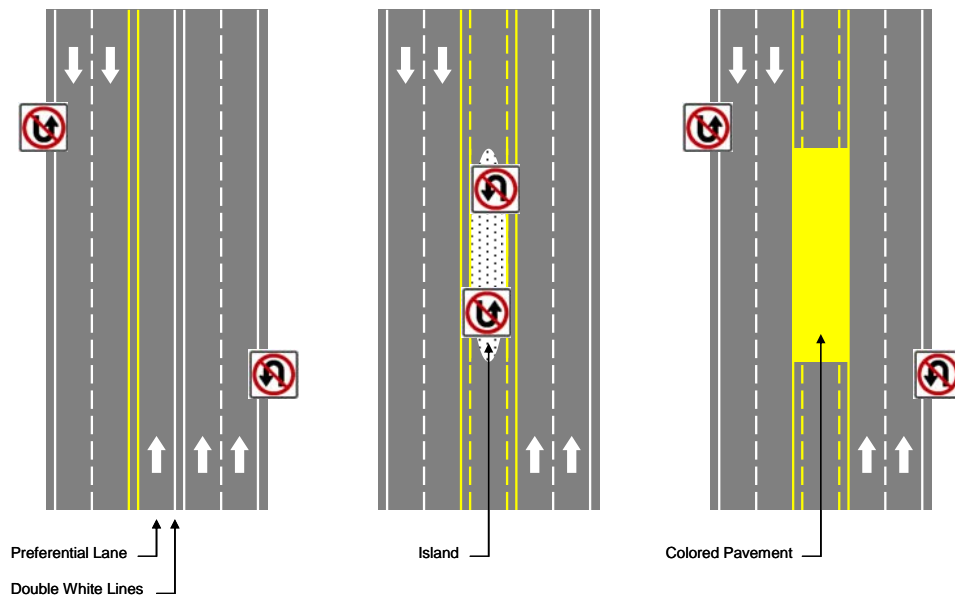 Preferential Lane
Island
Colored Pavement
Double White Lines